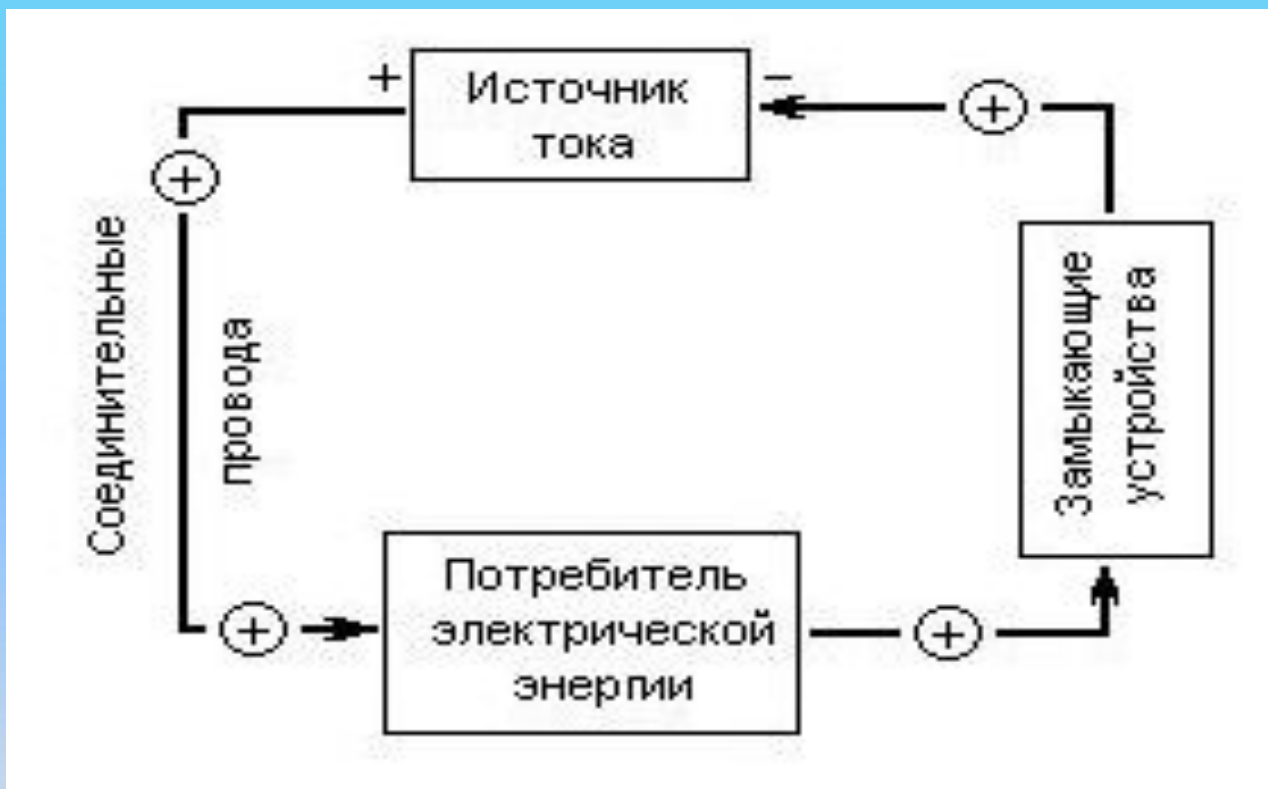 +
Источник
тока
–
+
+
Соединительные
провода
Замыкающие
устройства
+
Потребитель
электрической
энергии
+